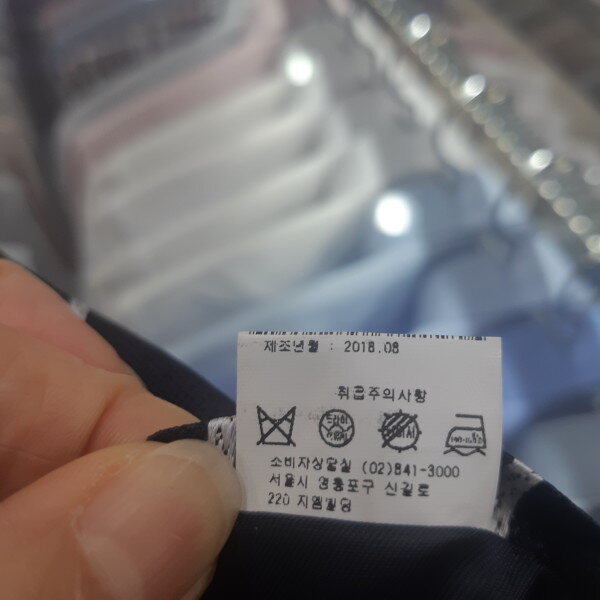 제조년월 : 2018.08
취급주의사항
소비자상담실 (02)841-3000
서울시 영등포구 신길로
220 지엠빌딩